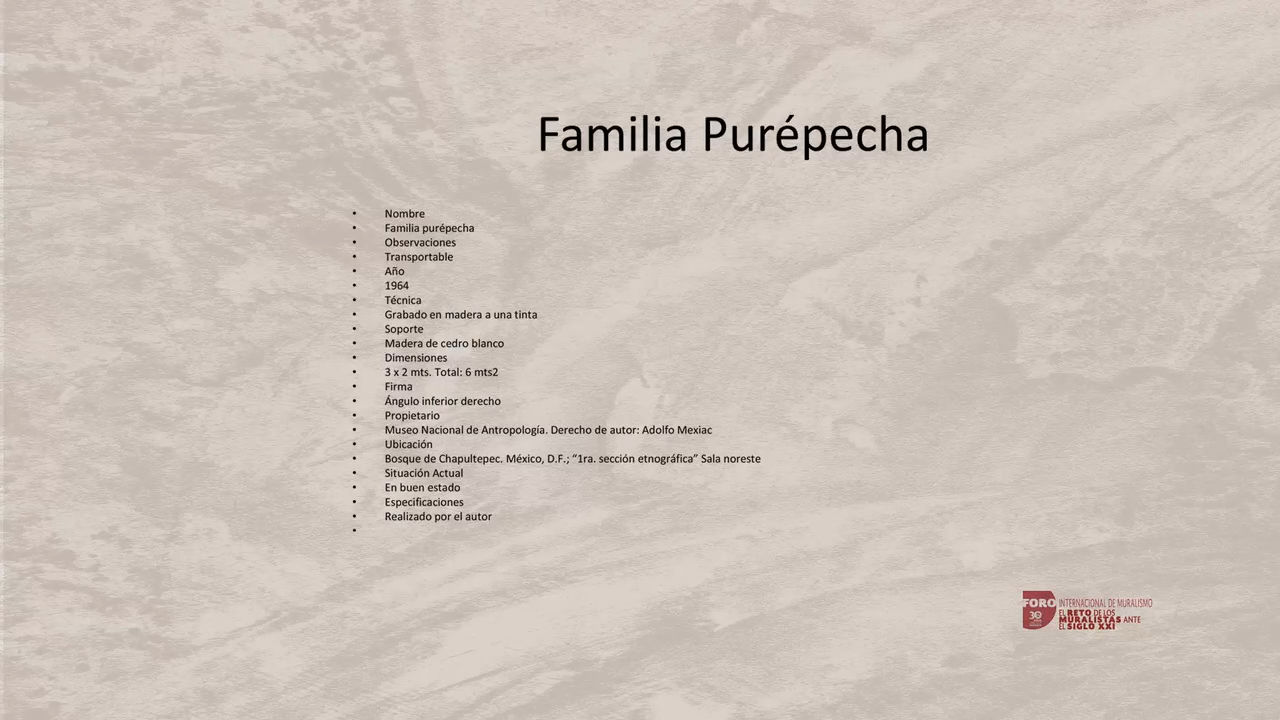 Familia Purépecha
• Nombre
• Familia purépecha
• Observaciones
• Transportable
• Año
• 1964
• Técnica
• Grabado en madera a una tinta
• Soporte
• Madera de cedro blanco
• Dimensiones
• 3 x 2 mts. Total: 6 mts2
• Firma
• Ángulo inferior derecho
• Propietario
• Museo Nacional de Antropología. Derecho de autor: Adolfo Mexiac
• Ubicación
• Bosque de Chapultepec. México, D.F.; “1ra. sección etnográfica” Sala noreste
• Situación Actual
• En buen estado
• Especificaciones
• Realizado por el autor
•
FORO INTERNACIONAL DE MURALISMO
30
EL RETO DE LOS
MURALISTAS ANTE
EL SIGLO XXI